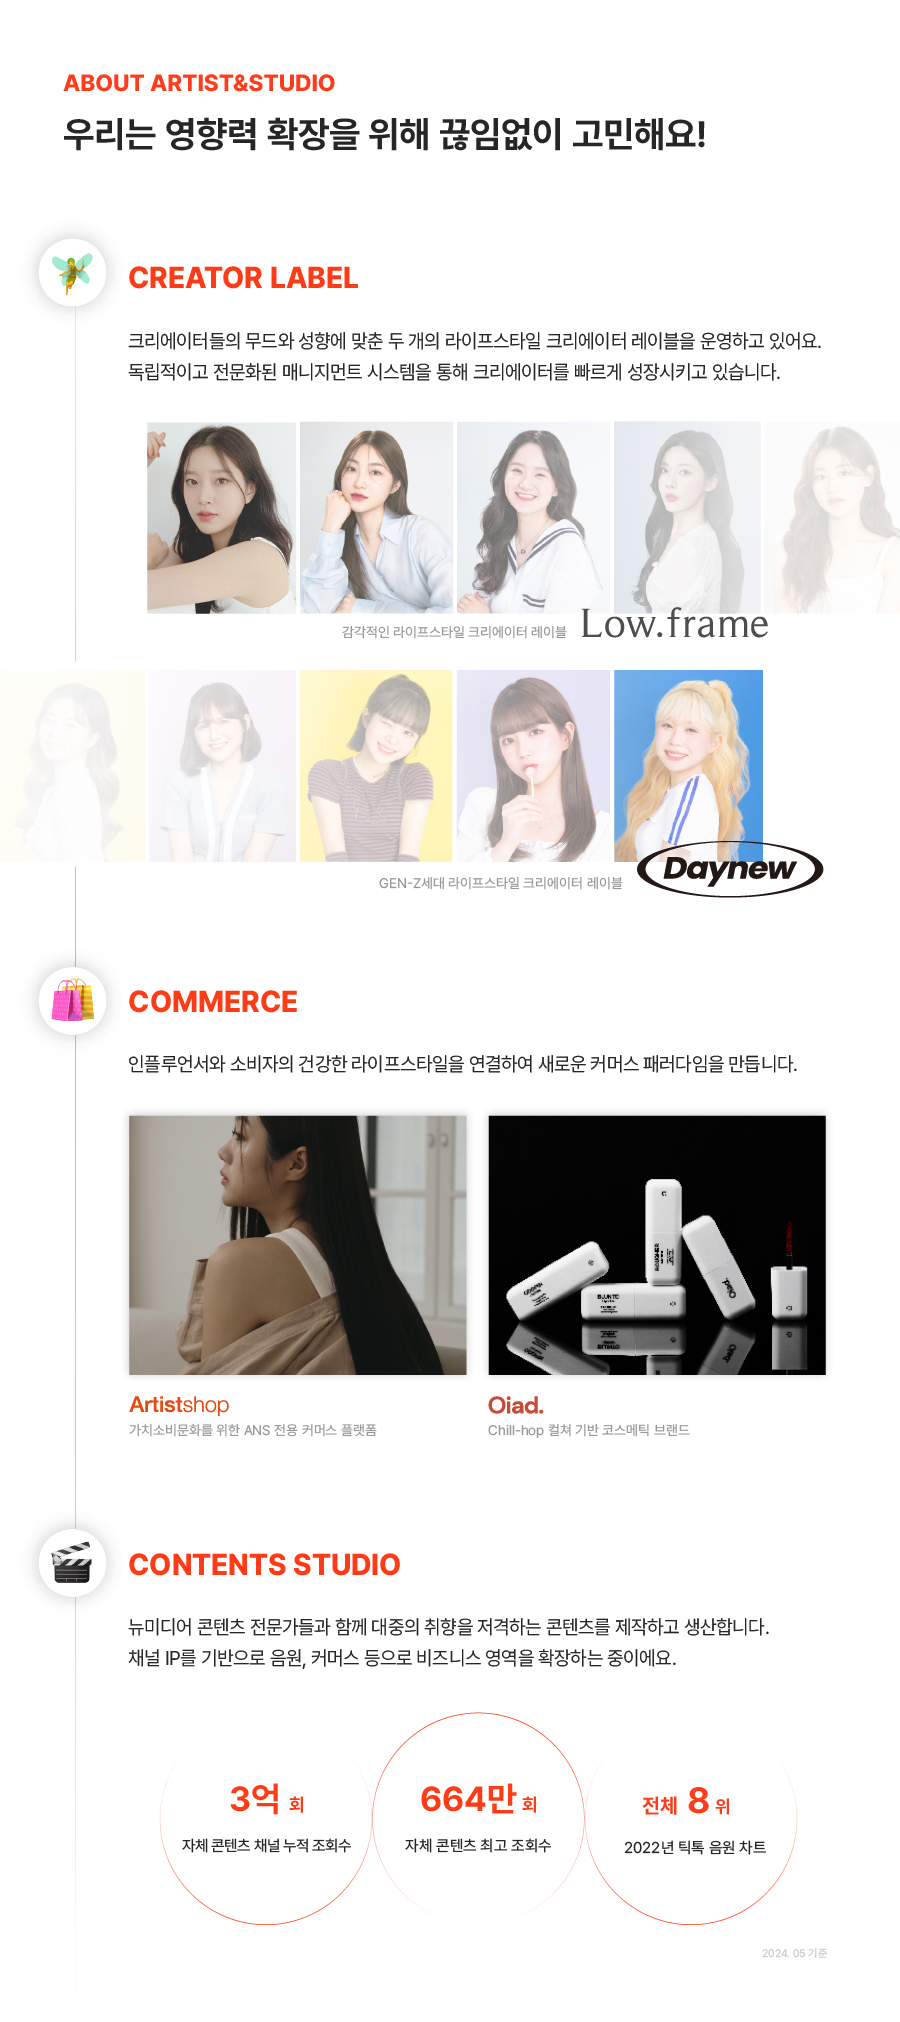 ABOUT ARTIST&STUDIO
우리는 영향력 확장을 위해 끊임없이 고민해요!
CREATOR LABEL
크리에이터들의 무드와 성향에 맞춘 두 개의 라이프스타일 크리에이터 레이블을 운영하고 있어요.
독립적이고 전문화된 매니지먼트 시스템을 통해 크리에이터를 빠르게 성장시키고 있습니다.
감각적인 라이프스타일 크리에이터 레이블 Low.frame
GEN-Z세대 라이프스타일 크리에이터 레이블 Daynew
COMMERCE
인플루언서와 소비자의 건강한 라이프스타일을 연결하여 새로운 커머스 패러다임을 만듭니다.
Oiad.
BLUNTC
Artistshop
가치소비문화를 위한 ANS 전용 커머스 플랫폼
Oiad.
Chill-hop 컬쳐 기반 코스메틱 브랜드
CONTENTS STUDIO
뉴미디어 콘텐츠 전문가들과 함께 대중의 취향을 저격하는 콘텐츠를 제작하고 생산합니다.
채널 IP를 기반으로 음원, 커머스 등으로 비즈니스 영역을 확장하는 중이에요.
3억 회
자체 콘텐츠 채널 누적 조회수
664만 회
자체 콘텐츠 최고 조회수
전체 8 위
2022년 틱톡 음원 차트
2024. 05 기준